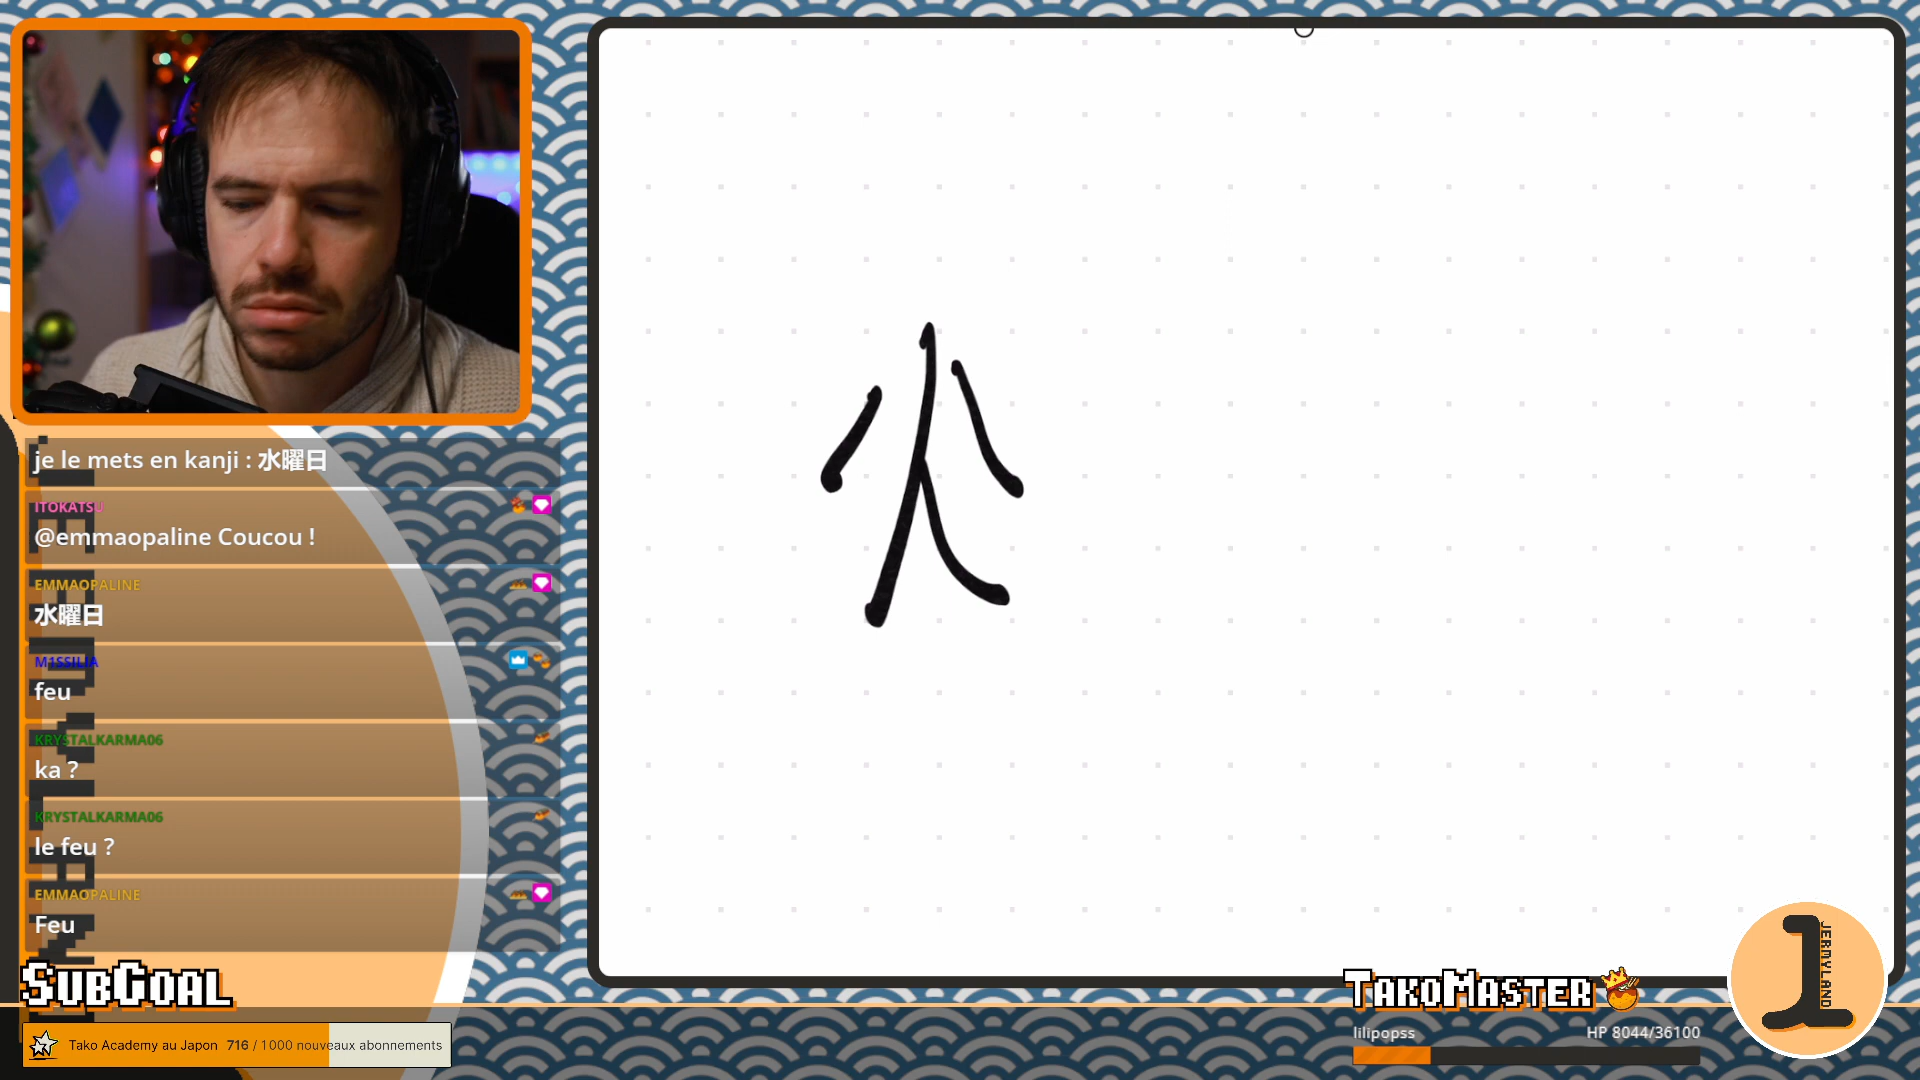 je le mets en kanji : 水曜日
ITOKATSU
@emmaopaline Coucou !
EMMAOPALINE
水曜日
M1SSILIA
feu
KRYSTALKARMA06
ka ?
KRYSTALKARMA06
le feu ?
EMMAOPALINE
Feu
SUBGOAL
Tako Academy au Japon 716 / 1000 nouveaux abonnements
火
TAKOMASTER
lilipopss HP 8044/36100
JEREMYLAND